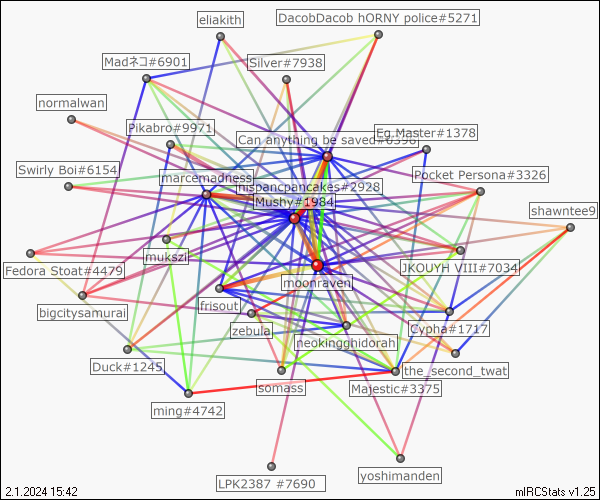 eliakith
DacobDacob hORNY police#5271
Madネコ#6901
Silver#7938
normalwan
Pikabro#9971
Eg.Master#1378
Can anything be saved#6398
Swirly Boi#6154
marcemadness
hispancpancakes#2928
Pocket Persona#3326
Mushy#1984
shawntee9
mukszi
Fedora Stoat#4479
JKOUYH VIII#7034
moonraven
bigcitysamurai
frisout
zebula
neokingghidorah
Cypha#1717
Duck#1245
the_second_twat
somass
Majestic#3375
ming#4742
LPK2387 #7690
yoshimanden
2.1.2024 15:42
mIRCStats v1.25